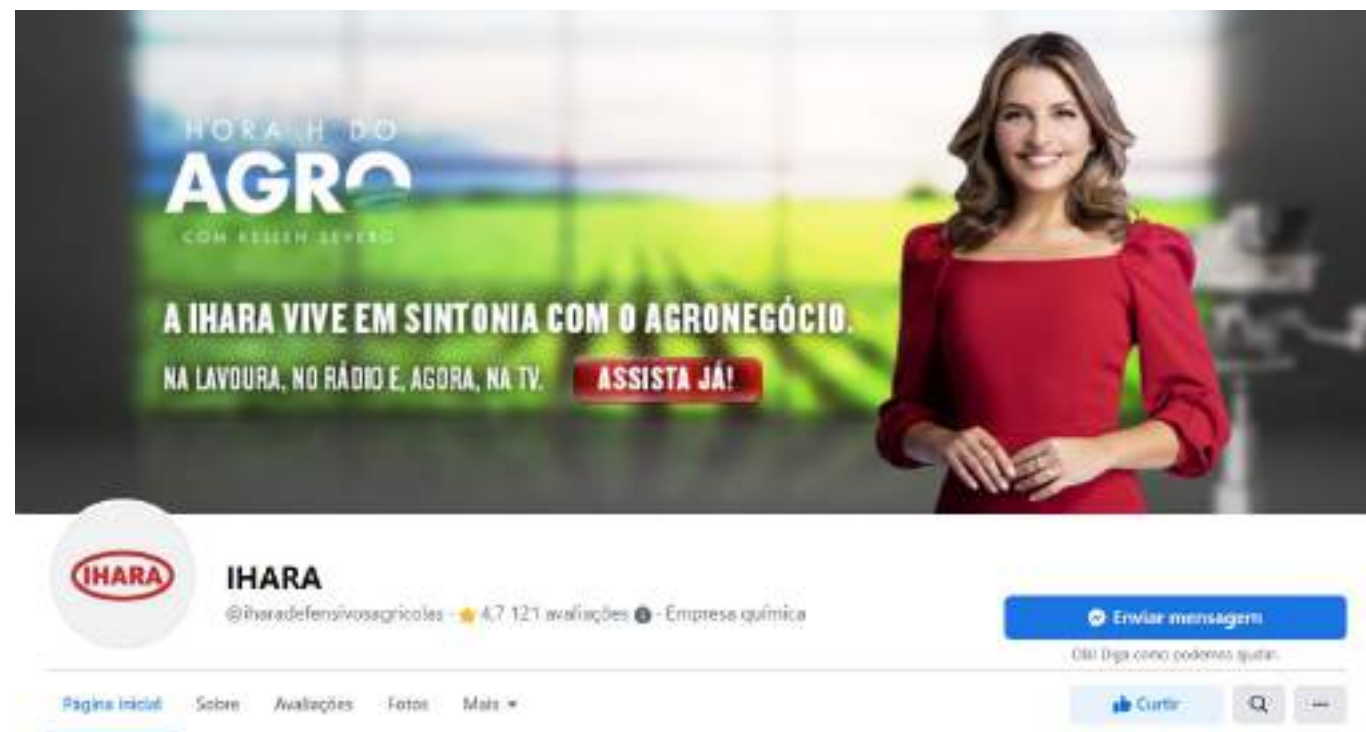 HORA H DO
AGRO
COM KELLEN SEVERO
A IHARA VIVE EM SINTONIA COM O AGRONEGÓCIO.
NA LAVOURA, NO RÁDIO E, AGORA, NA TV. ASSISTA JÁ!
IHARA
IHARA
@iharadefensivosagricolas · 4,7 121 avaliações · Empresa química
Enviar mensagem
Olá! Diga como podemos ajudar.
Página inicial Sobre Avaliações Fotos Mais
Curtir